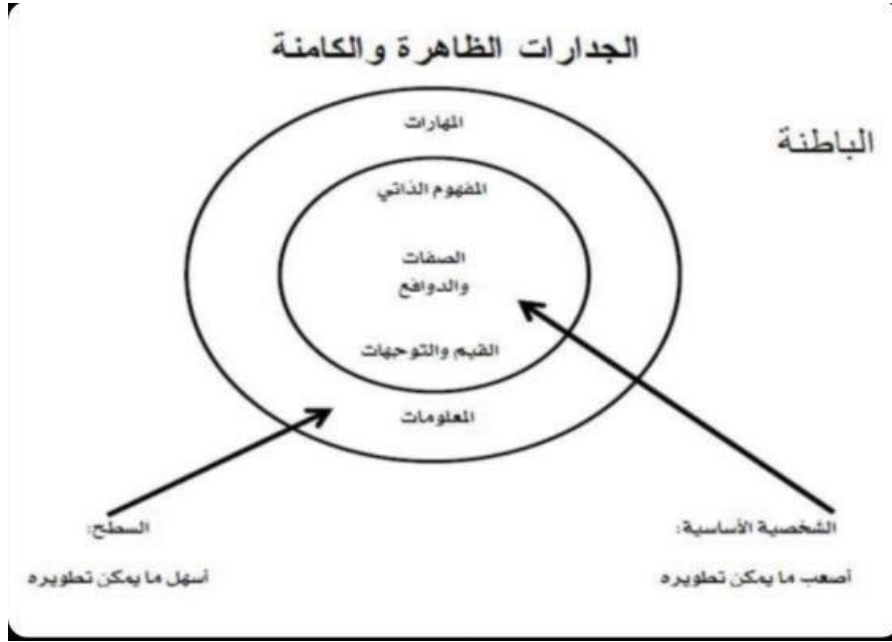 الجدارات الظاهرة والكامنة
الباطنة
المهارات
المفهوم الذاتي
الصفات
والدوافع
القيم والتوجهات
المعلومات
الشخصية الأساسية:
أصعب ما يمكن تطويره
السطح:
أسهل ما يمكن تطويره